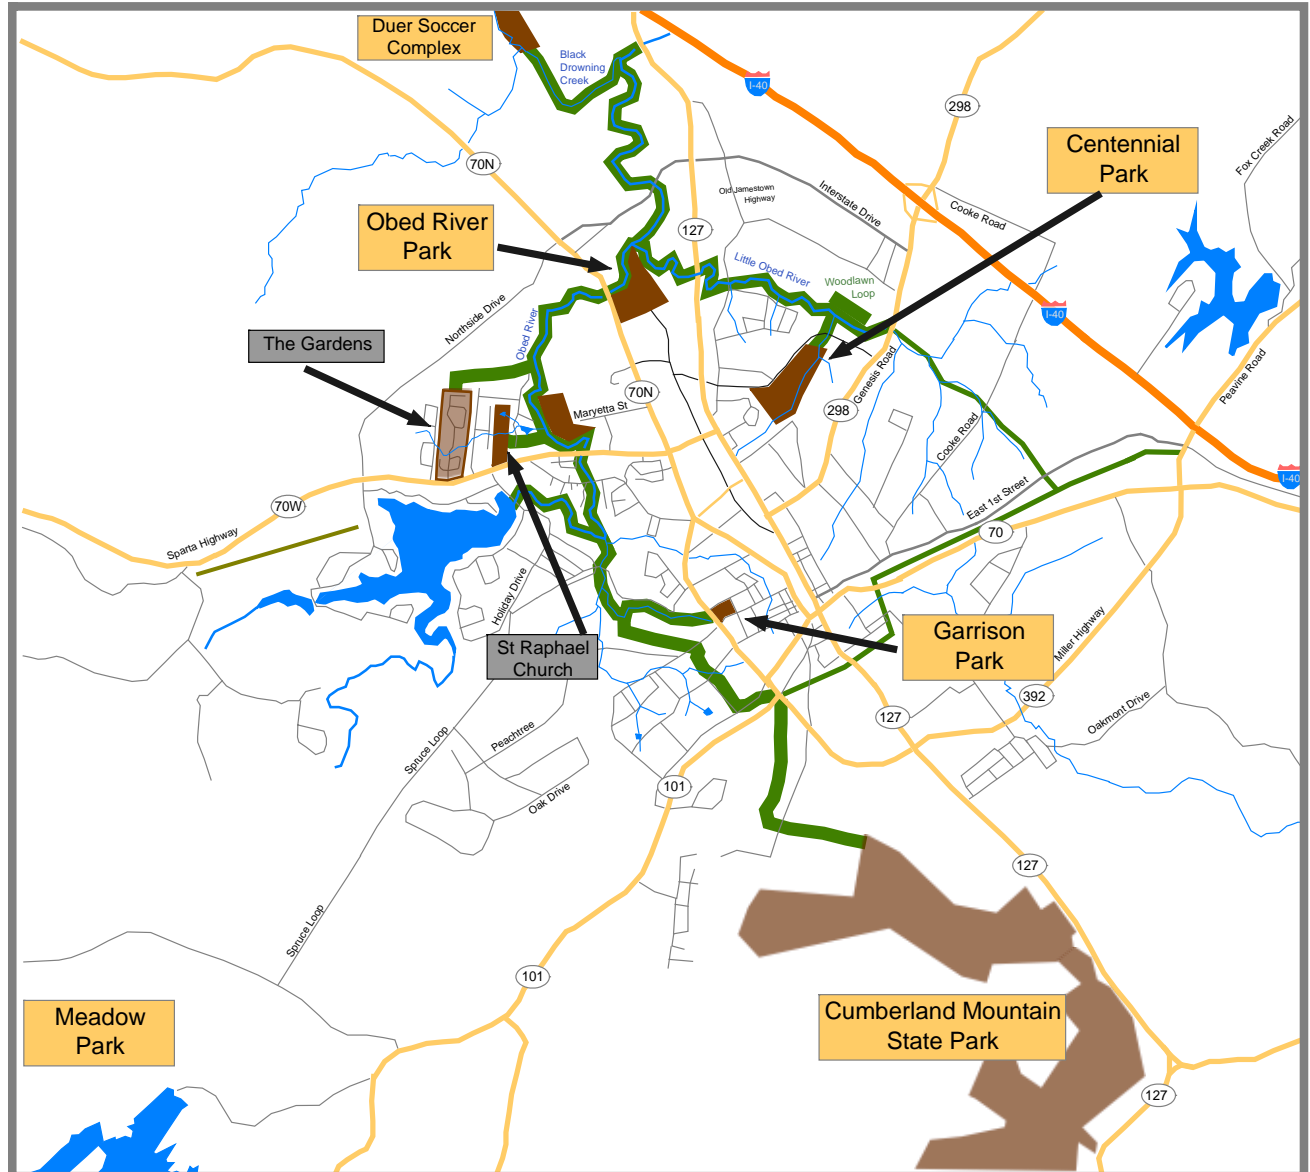 Duer Soccer
Complex
Black
Drowning
Creek
I-40
298
Centennial
Park
Fox Creek Road
70N
Old Jamestown
Highway
Interstate Drive
Cooke Road
Obed River
Park
127
Little Obed River
Woodlawn
Loop
Northside Drive
Obed River
I-40
The Gardens
Genesis Road
Peavine Road
70N
Maryetta St
298
Cooke Road
I-40
70W
East 1st Street
Sparta Highway
70
Holiday Drive
St Raphael
Church
Garrison
Park
Miller Highway
392
127
Oakmont Drive
Spruce Loop
Peachtree
101
Oak Drive
127
Spruce Loop
101
Meadow
Park
Cumberland Mountain
State Park
127